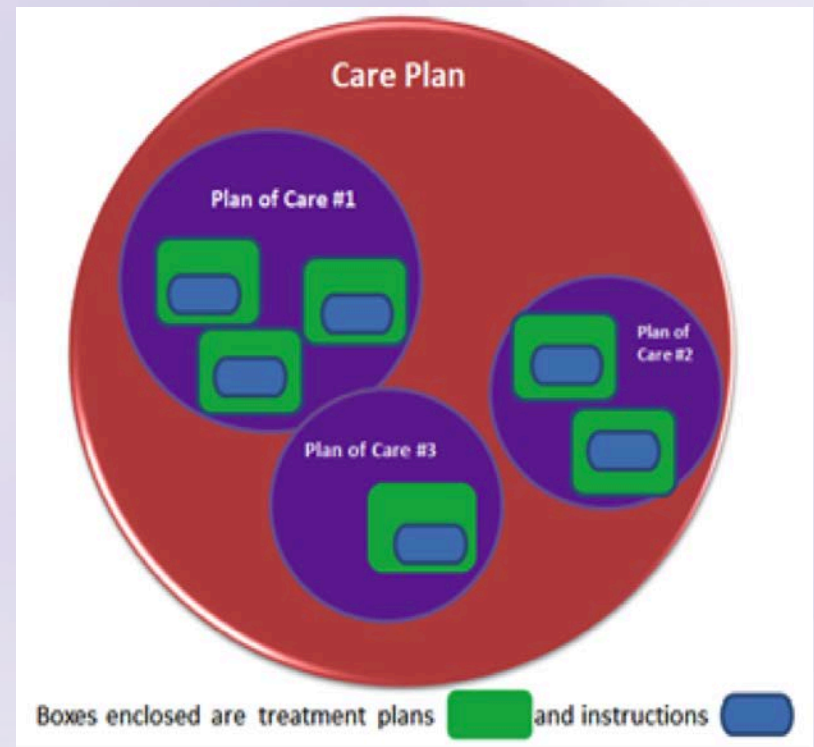 Care Plan
Plan of Care #1
Plan of
Care #2
Plan of Care #3
Boxes enclosed are treatment plans and instructions